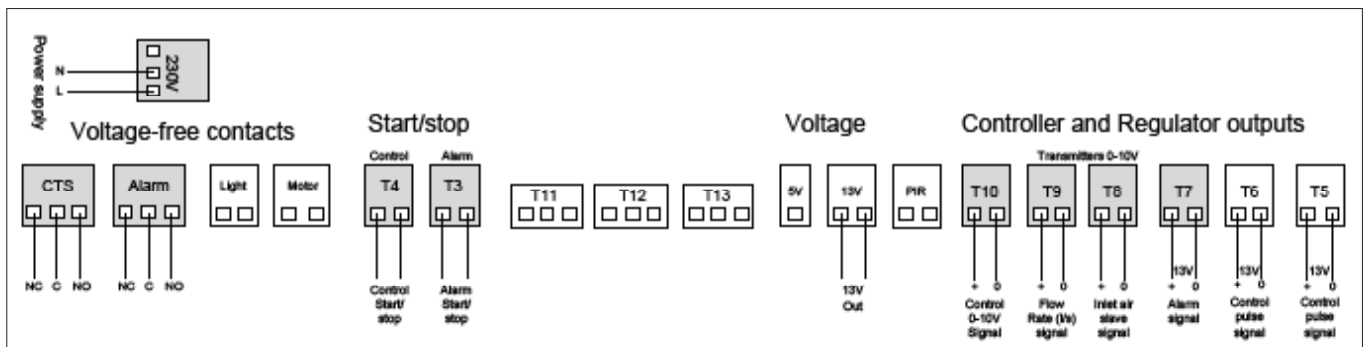 Power supply
N
L
230V
Voltage-free contacts
Start/stop
Voltage
Controller and Regulator outputs
Control
Alarm
Transmitters 0-10V
CTS
Alarm
Light
Motor
T4
T3
T11
T12
T13
5V
13V
PIR
T10
T9
T8
T7
T6
T5
NC C NO
NC C NO
Control
Start/
stop
Alarm
Start/
stop
13V
Out
+ 0
Control
0-10V
Signal
+ 0
Flow
Rate (l/s)
signal
+ 0
Inlet air
slave
signal
13V
+ 0
Alarm
signal
13V
+ 0
Control
pulse
signal
13V
+ 0
Control
pulse
signal